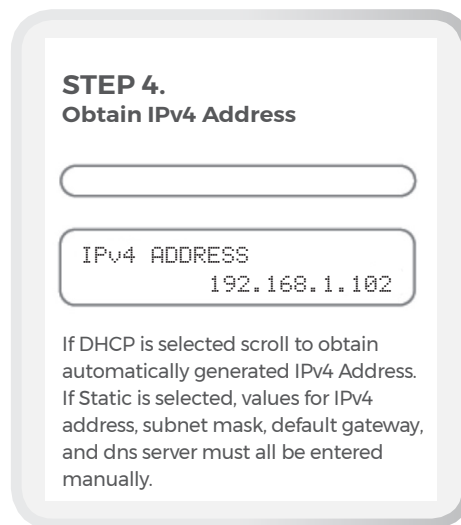 STEP 4.
Obtain IPv4 Address
IPv4 ADDRESS
192.168.1.102
If DHCP is selected scroll to obtain
automatically generated IPv4 Address.
If Static is selected, values for IPv4
address, subnet mask, default gateway,
and dns server must all be entered
manually.